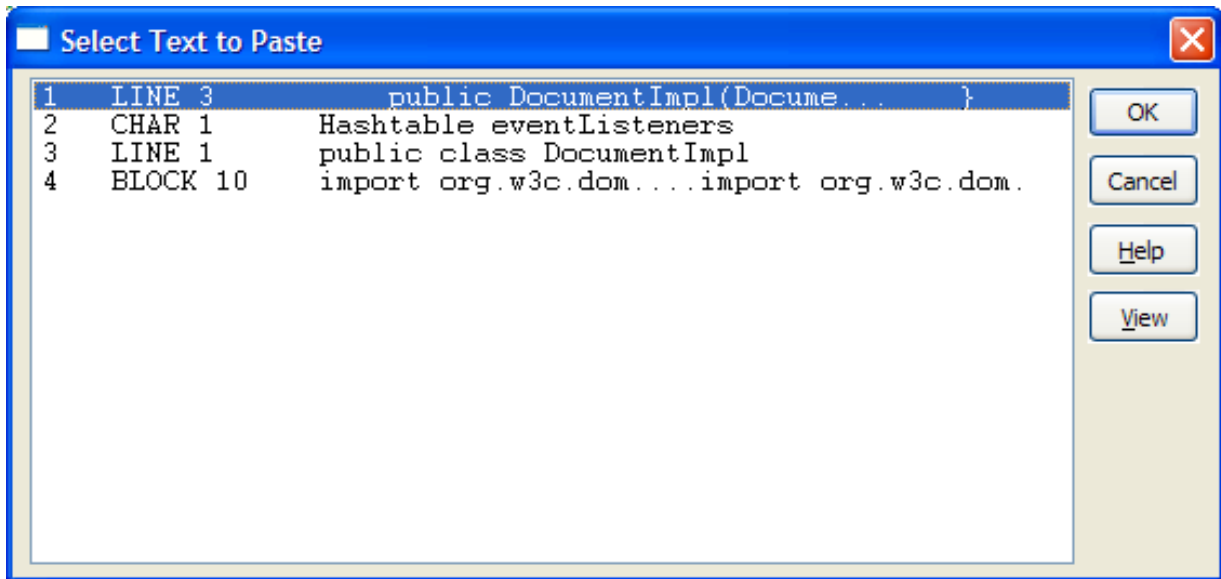 Select Text to Paste
1 LINE 3 public DocumentImpl(Docume... }
2 CHAR 1 Hashtable eventListeners
3 LINE 1 public class DocumentImpl
4 BLOCK 10 import org.w3c.dom....import org.w3c.dom.
OK
Cancel
Help
View